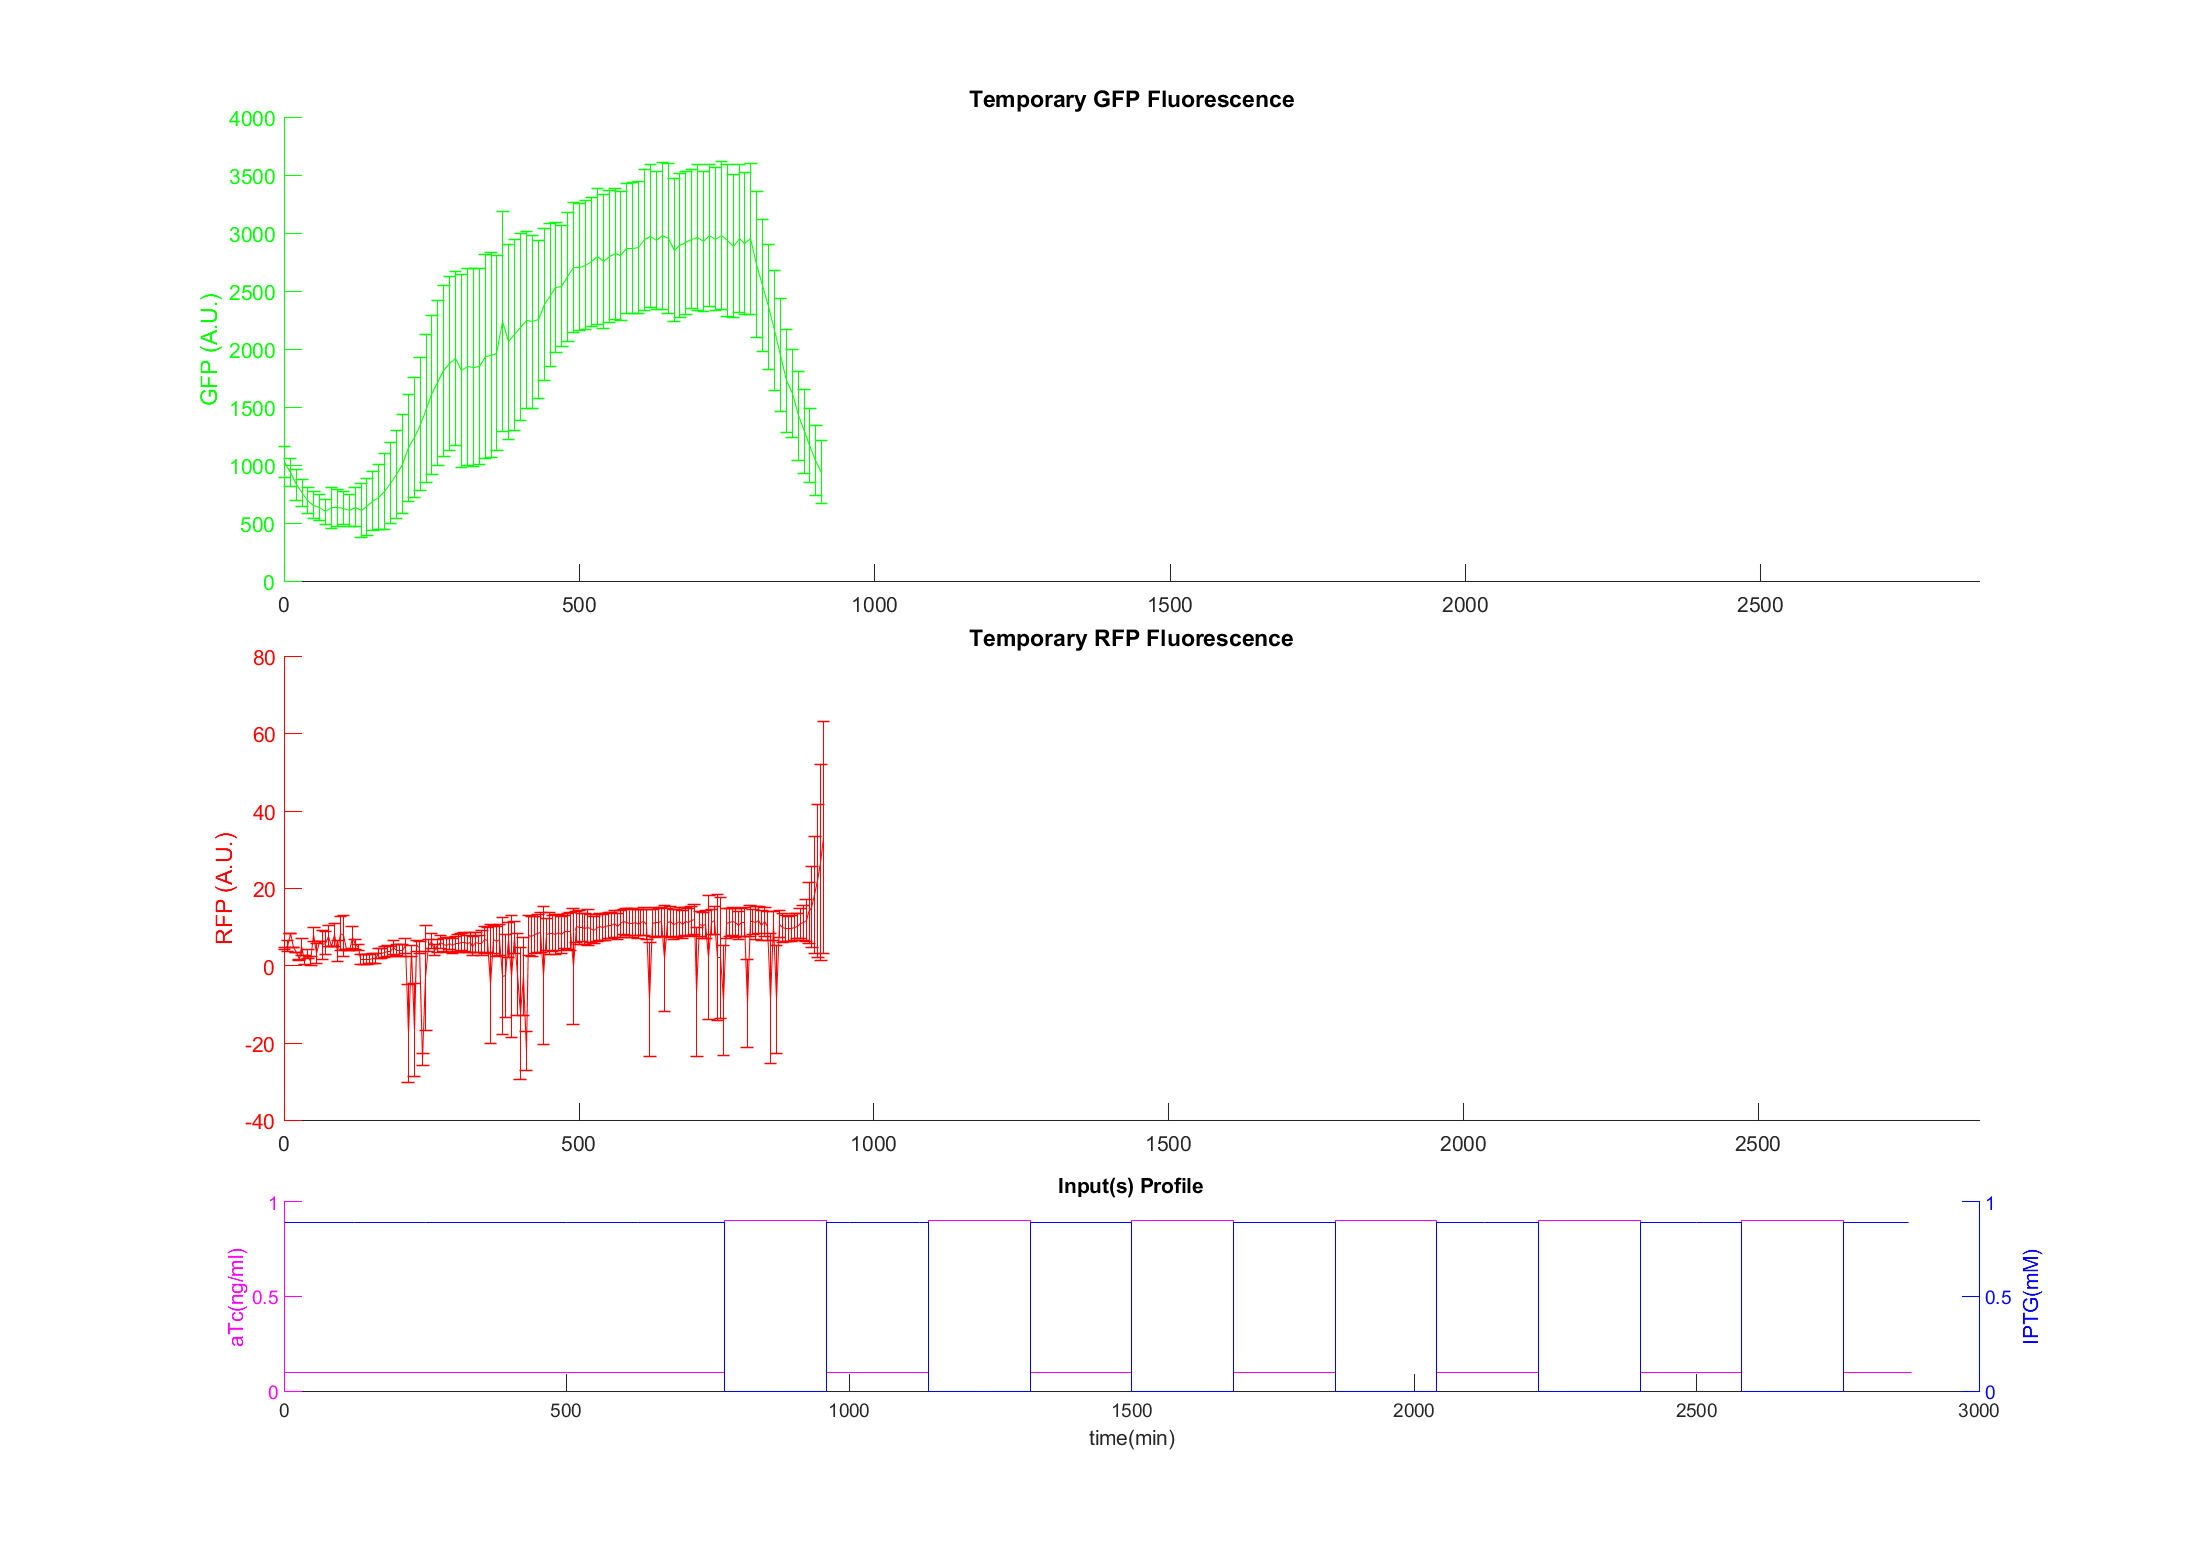 Temporary GFP Fluorescence
4000
3500
3000
2500
2000
1500
1000
500
0
GFP (A.U.)
0 500 1000 1500 2000 2500
Temporary RFP Fluorescence
80
60
40
20
0
-20
-40
RFP (A.U.)
0 500 1000 1500 2000 2500
Input(s) Profile
1
0.5
0
aTc(ng/ml)
1
0.5
0
IPTG(mM)
0 500 1000 1500 2000 2500 3000
time(min)